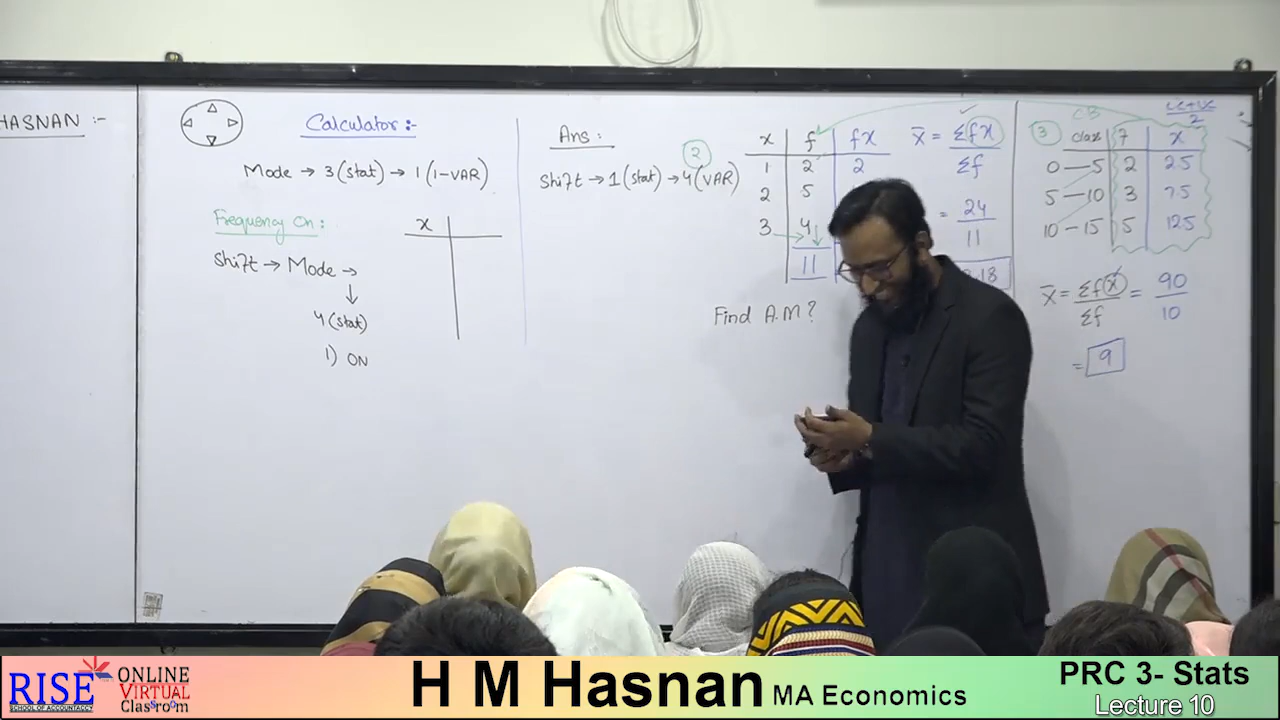 HASNAN :-
Calculator :-
Mode → 3 (stat) → 1 (1-VAR)
Frequency On :
Shift → Mode →
↓
4 (stat)
1) ON
x
Ans :
Shift → 1 (stat) → 4 (VAR)
2
x f fx
1 2 2
2 5
3 4
11
Find A.M ?
x̄ = Σfx
Σf
= 24
11
.18
3 class f x
CB
0 — 5 2 2.5
5 — 10 3 7.5
10 — 15 5 12.5
x̄ = Σfx = 90
Σf 10
= 9
RISE
SCHOOL OF ACCOUNTANCY
ONLINE
VIRTUAL
Classroom
H M Hasnan MA Economics
PRC 3- Stats
Lecture 10